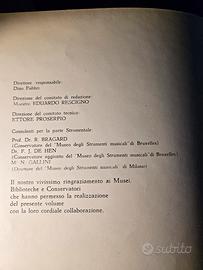 Direttore responsabile:
Dino Fabbri
Direzione del comitato di redazione:
Maestro EDUARDO RESCIGNO
Direzione del comitato tecnico:
ETTORE PROSERPIO
Consulenti per la parte Strumentale:
Prof. Dr. R. BRAGARD
(Conservatore del "Museo degli Strumenti musicali" di Bruxelles)
Dr. F. J. DE HEN
(Conservatore aggiunto del "Museo degli Strumenti musicali" di Bruxelles)
M° N. GALLINI
(Direttore del "Museo degli Strumenti musicali" di Milano)
Il nostro vivissimo ringraziamento ai Musei,
Biblioteche e Conservatori
che hanno permesso la realizzazione
del presente volume
con la loro cordiale collaborazione.
subito